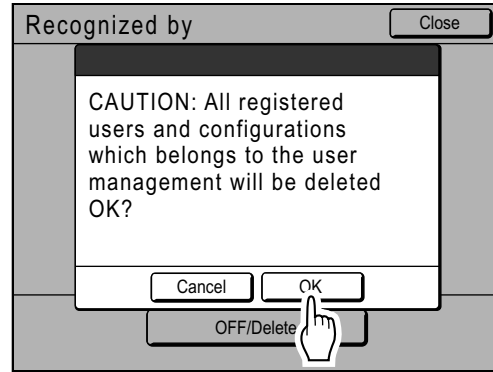 Recognized by Close
CAUTION: All registered
users and configurations
which belongs to the user
management will be deleted
OK?
Cancel OK
OFF/Delete